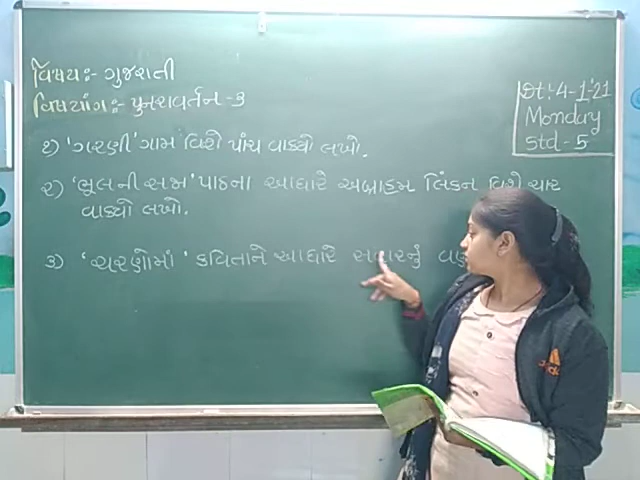 વિષય:- ગુજરાતી
વિષયાંગ:- પુનરાવર્તન-૩
Dt:4-1'21
Monday
Std-5
૧) 'ગરણી' ગામ વિશે પાંચ વાક્યો લખો.
૨) 'ભૂલની સજા' પાઠના આધારે અબ્રાહમ લિંકન વિશે ચાર
વાક્યો લખો.
૩) 'ચરણોમાં' કવિતાને આધારે સવારનું